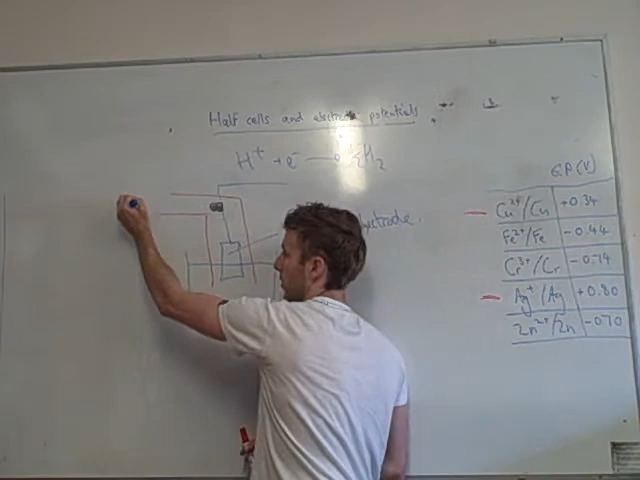 Half cells and electrode potentials
H⁺ + e⁻ → ½H₂
E.P (V)
Cu²⁺/Cu +0.34
Fe²⁺/Fe -0.44
Cr³⁺/Cr -0.74
Ag⁺/Ag +0.80
Zn²⁺/Zn -0.70